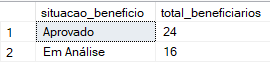 situacao_beneficio total_beneficiarios
1 Aprovado 24
2 Em Análise 16